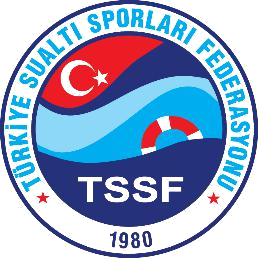 TÜRKİYE SUALTI SPORLARI FEDERASYONU
TSSF
1980